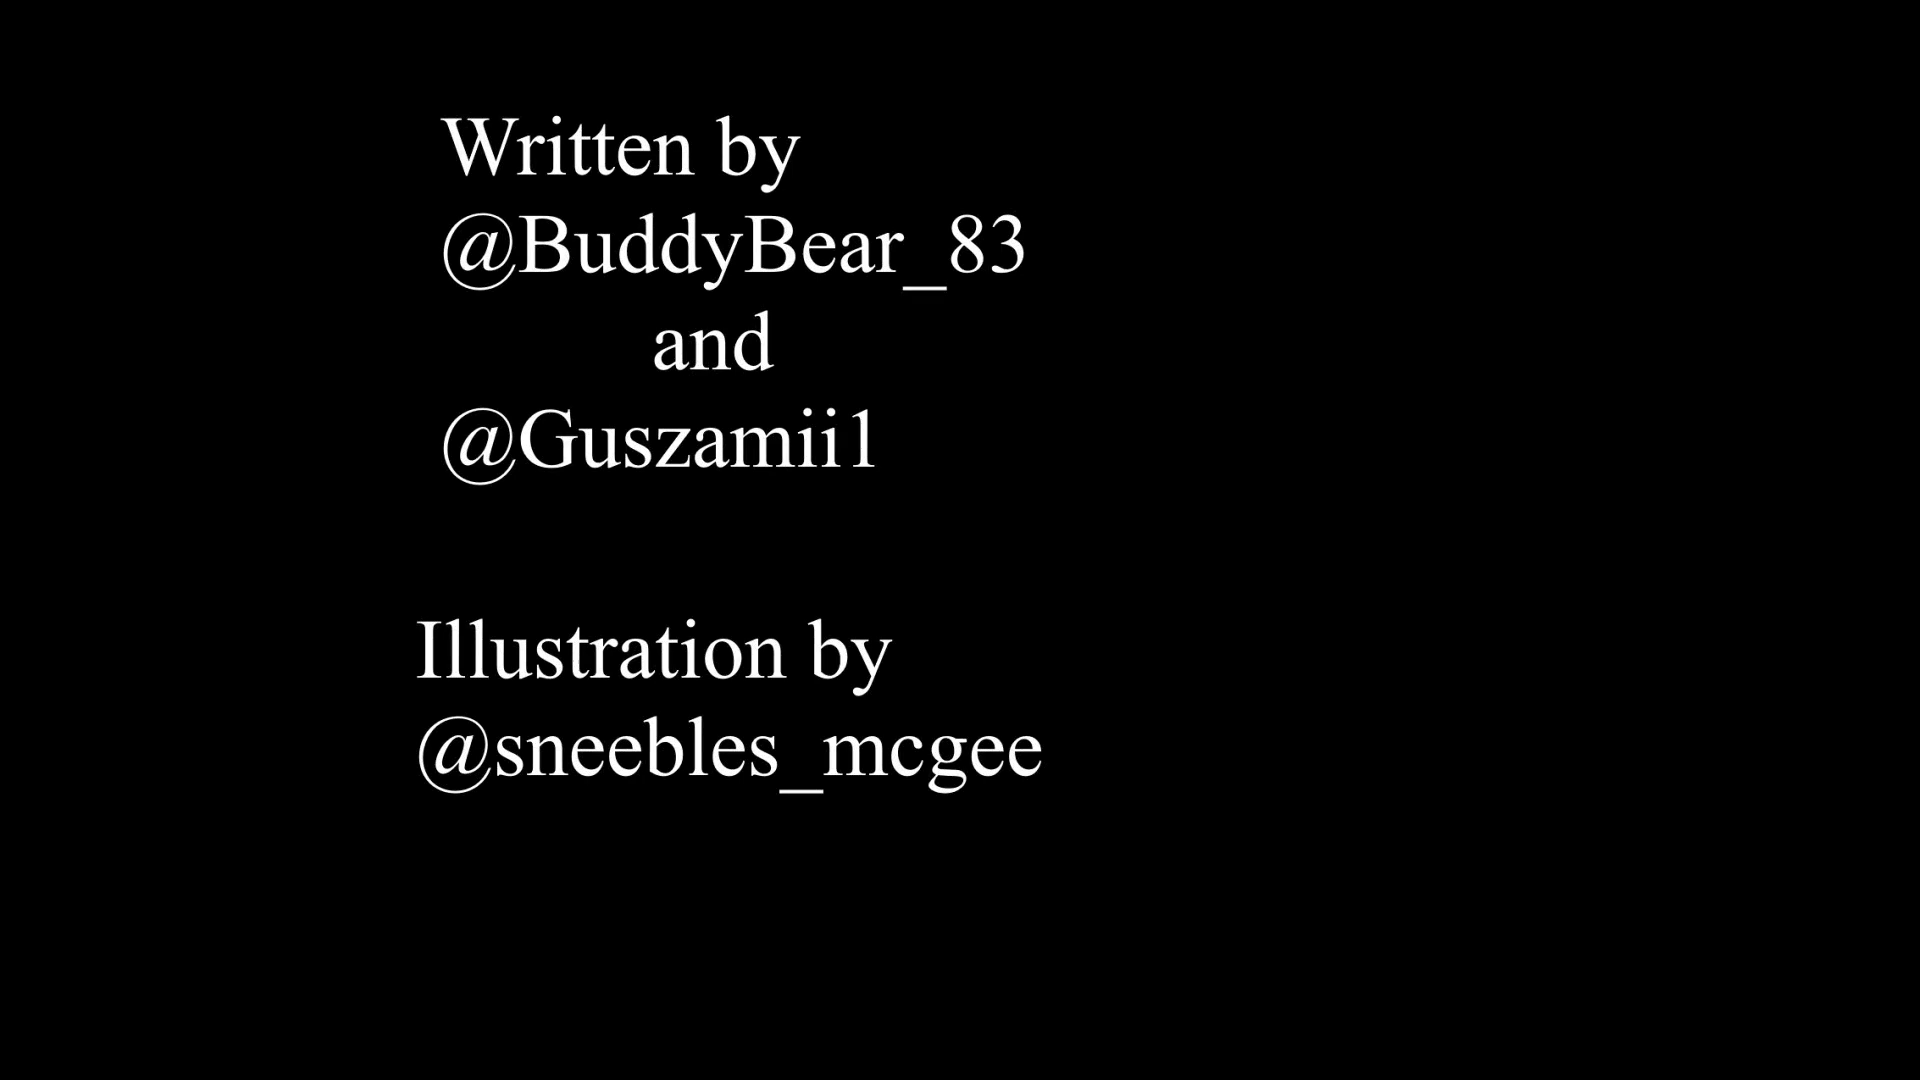 Written by
@BuddyBear_83
and
@Guszamii1
Illustration by
@sneebles_mcgee